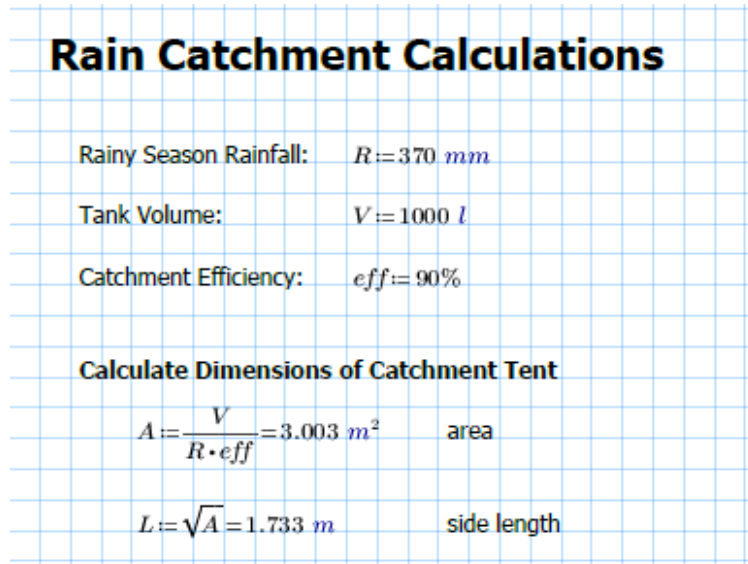 Rain Catchment Calculations
Rainy Season Rainfall: R:=370 mm
Tank Volume: V:=1000 l
Catchment Efficiency: eff:=90%
Calculate Dimensions of Catchment Tent
A:=V/(R·eff)=3.003 m² area
L:=√A=1.733 m side length